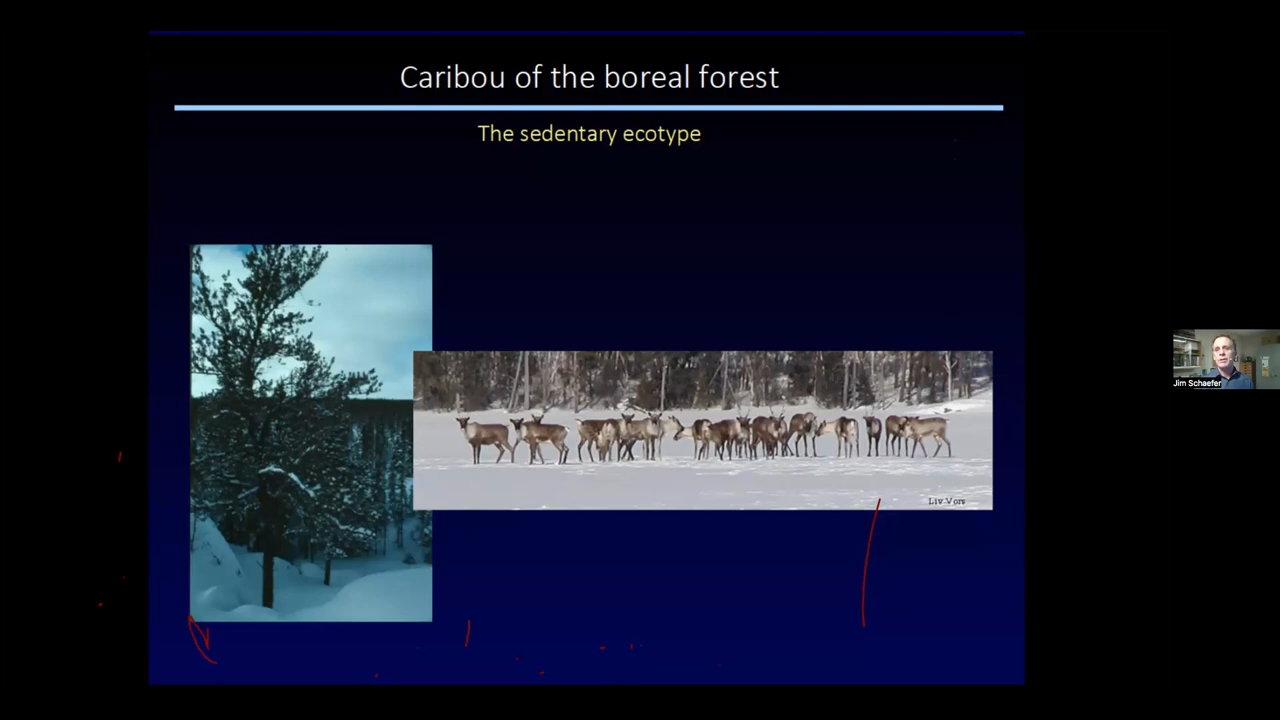 Caribou of the boreal forest
The sedentary ecotype
Liv Vors
Jim Schaefer